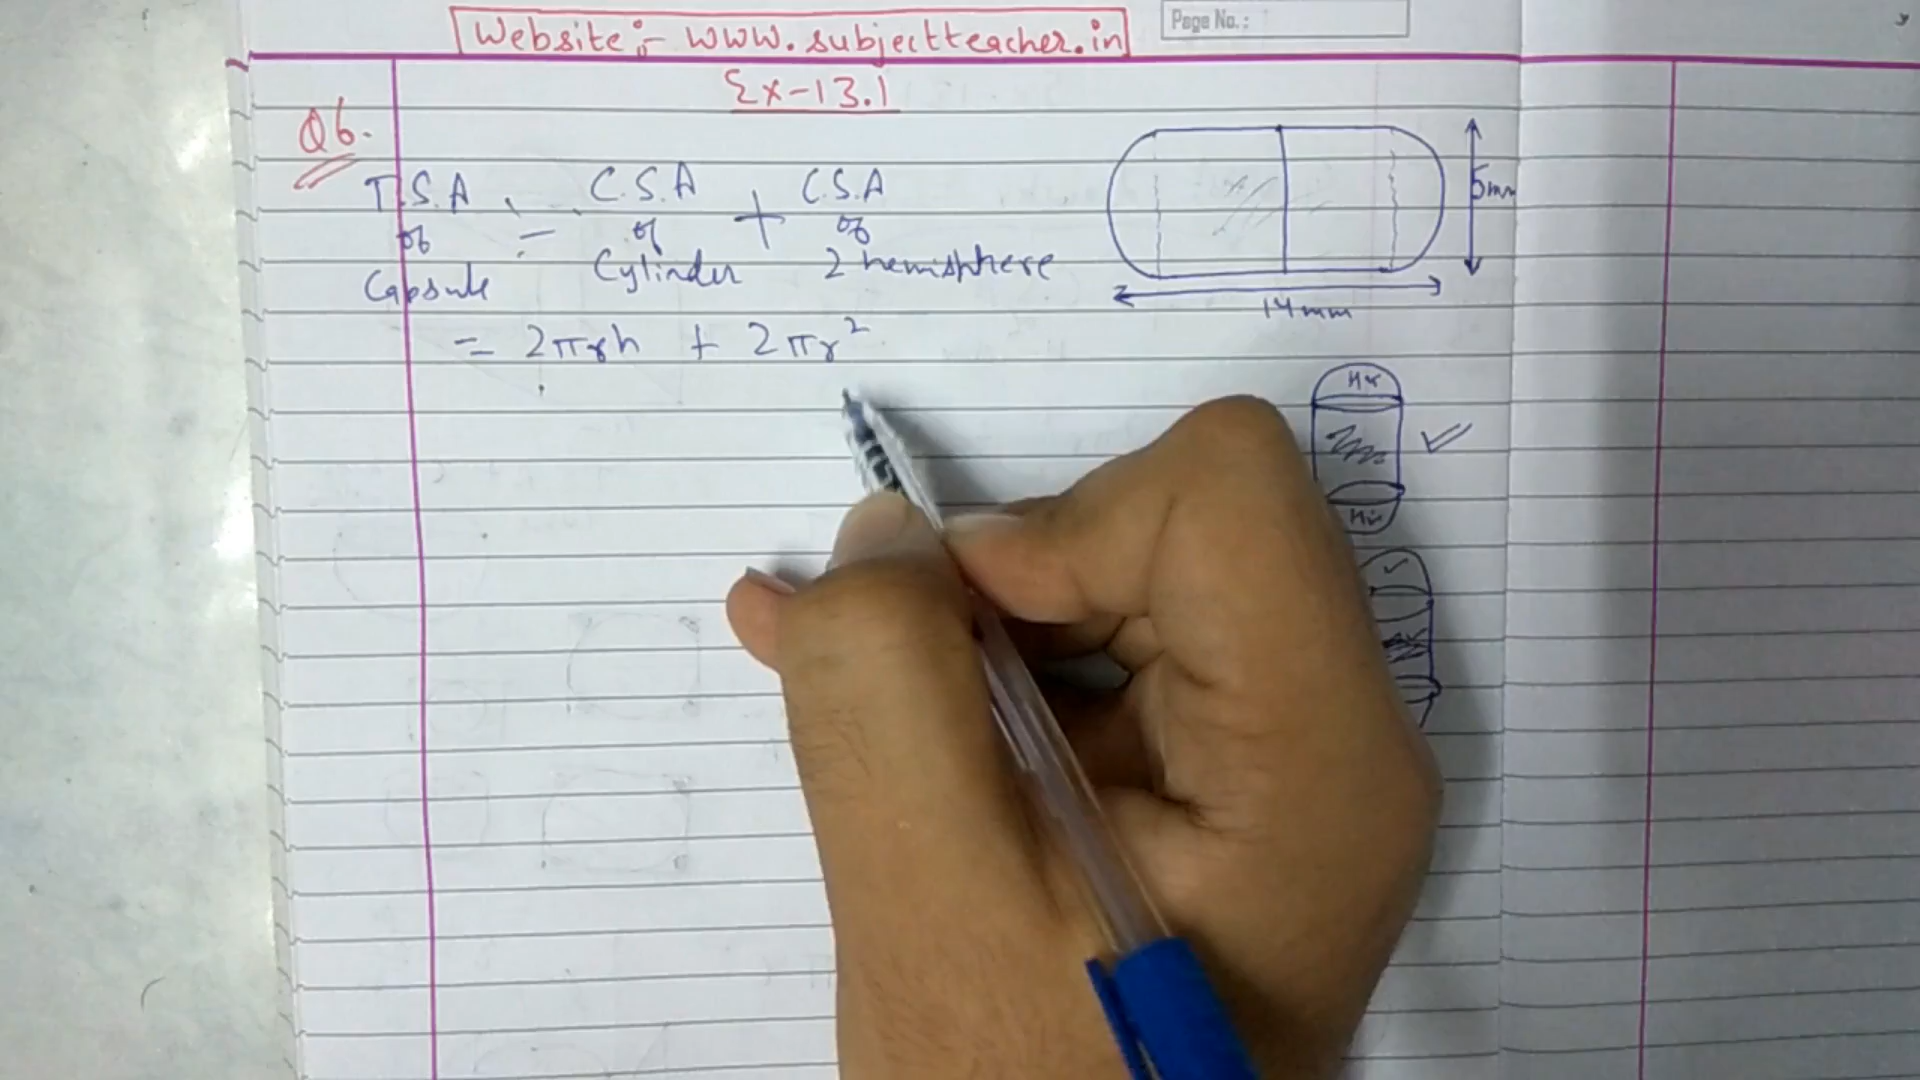 Website:- www.subjectteacher.in
Page No.:
Ex-13.1
Q6.
T.S.A of Capsule = C.S.A of Cylinder + C.S.A of 2 hemisphere
= 2πrh + 2πr²
5mm
14mm